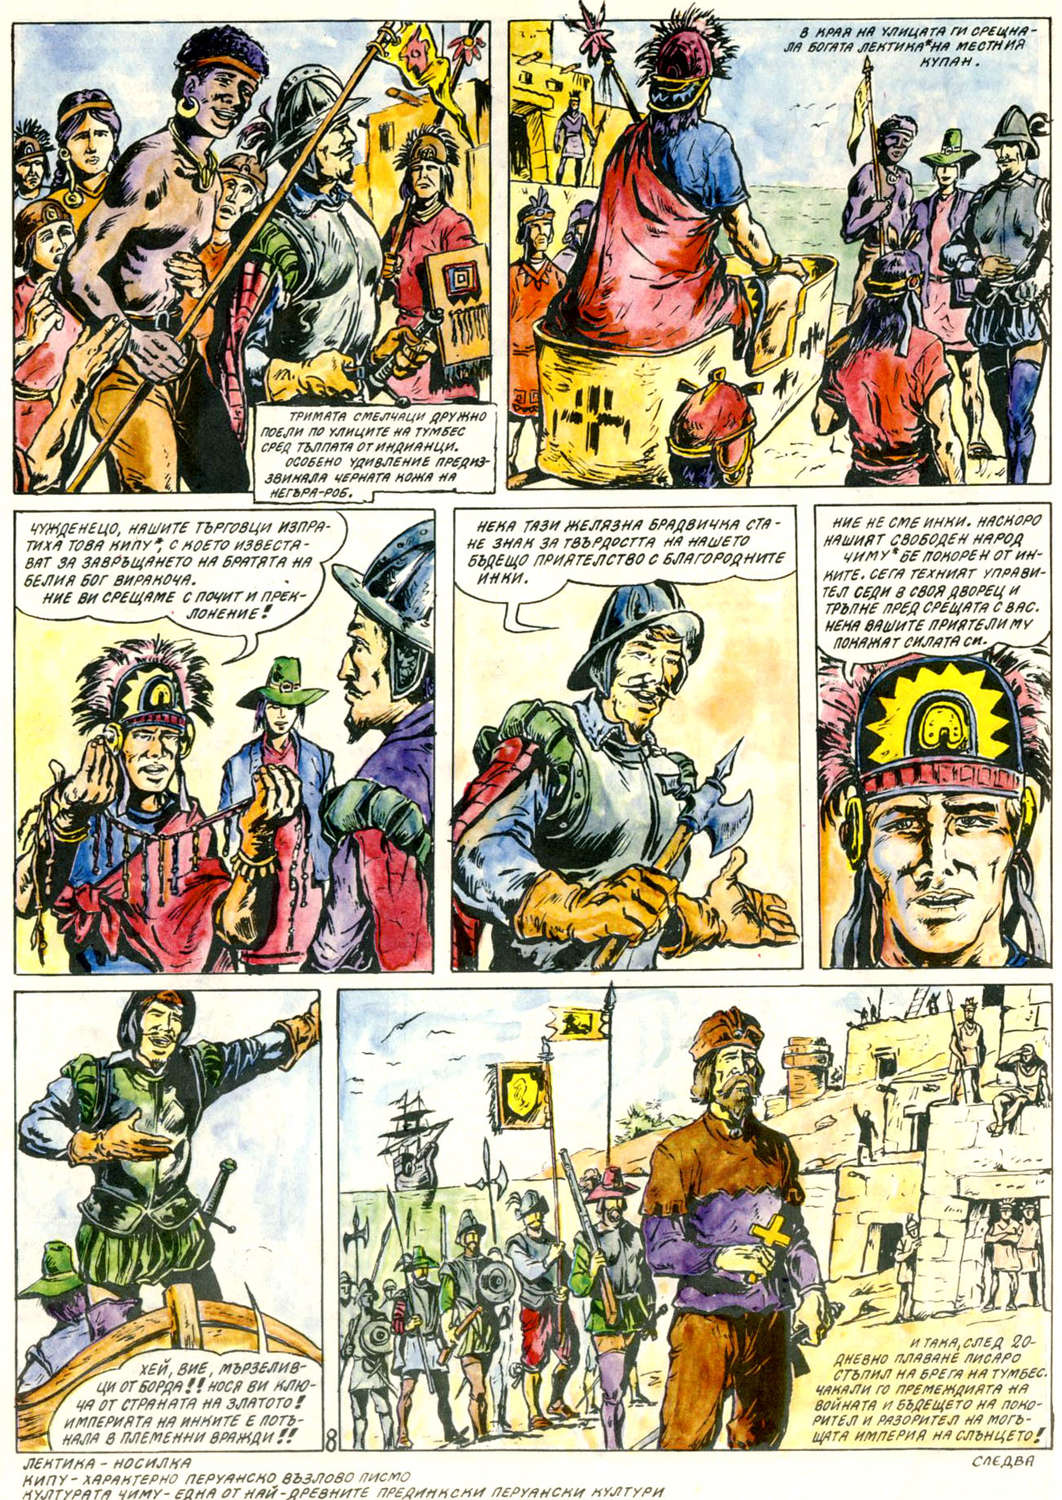 ТРИМАТА СМЕЛЧАЦИ ДРУЖНО
ПОЕЛИ ПО УЛИЦИТЕ НА ТУМБЕС
СРЕД ТЪЛПАТА ОТ ИНДИАНЦИ.
ОСОБЕНО УДИВЛЕНИЕ ПРЕДИЗ-
ЗВИКАЛА ЧЕРНАТА КОЖА НА
НЕГЪРА-РОБ.
В КРАЯ НА УЛИЦАТА ГИ СРЕЩНА-
ЛА БОГАТА ЛЕКТИКА* НА МЕСТНИЯ
КУПАН.
ЧУЖДЕНЕЦО, НАШИТЕ ТЪРГОВЦИ ИЗПРА-
ТИХА ТОВА КИПУ*, С КОЕТО ИЗВЕСТЯ-
ВАТ ЗА ЗАВРЪЩАНЕТО НА БРАТЯТА НА
БЕЛИЯ БОГ ВИРАКОЧА.
НИЕ ВИ СРЕЩАМЕ С ПОЧИТ И ПРЕК-
ЛОНЕНИЕ!
НЕКА ТАЗИ ЖЕЛЯЗНА БРАДВИЧКА СТА-
НЕ ЗНАК ЗА ТВЪРДОСТТА НА НАШЕТО
БЪДЕЩО ПРИЯТЕЛСТВО С БЛАГОРОДНИТЕ
ИНКИ.
НИЕ НЕ СМЕ ИНКИ. НАСКОРО
НАШИЯТ СВОБОДЕН НАРОД
ЧИМУ* БЕ ПОКОРЕН ОТ ИН-
КИТЕ. СЕГА ТЕХНИЯТ УПРАВИ-
ТЕЛ СЕДИ В СВОЯ ДВОРЕЦ И
ТРЪПНЕ ПРЕД СРЕЩАТА С ВАС.
НЕКА ВАШИТЕ ПРИЯТЕЛИ МУ
ПОКАЖАТ СИЛАТА СИ.
ХЕЙ, ВИЕ, МЪРЗЕЛИВ-
ЦИ ОТ БОРДА!! НОСЯ ВИ КЛЮ-
ЧА ОТ СТРАНАТА НА ЗЛАТОТО!
ИМПЕРИЯТА НА ИНКИТЕ Е ПОТЪ-
НАЛА В ПЛЕМЕННИ ВРАЖДИ!!
8
И ТАКА, СЛЕД 20-
ДНЕВНО ПЛАВАНЕ ПИСАРО
СТЪПИЛ НА БРЕГА НА ТУМБЕС.
ЧАКАЛИ ГО ПРЕМЕЖДИЯТА НА
ВОЙНАТА И БЪДЕЩЕТО НА ПОКО-
РИТЕЛ И РАЗОРИТЕЛ НА МОГЪ-
ЩАТА ИМПЕРИЯ НА СЛЪНЦЕТО!
СЛЕДВА
ЛЕКТИКА - НОСИЛКА
КИПУ - ХАРАКТЕРНО ПЕРУАНСКО ВЪЗЛОВО ПИСМО
КУЛТУРАТА ЧИМУ - ЕДНА ОТ НАЙ-ДРЕВНИТЕ ПРЕДИНКСКИ ПЕРУАНСКИ КУЛТУРИ